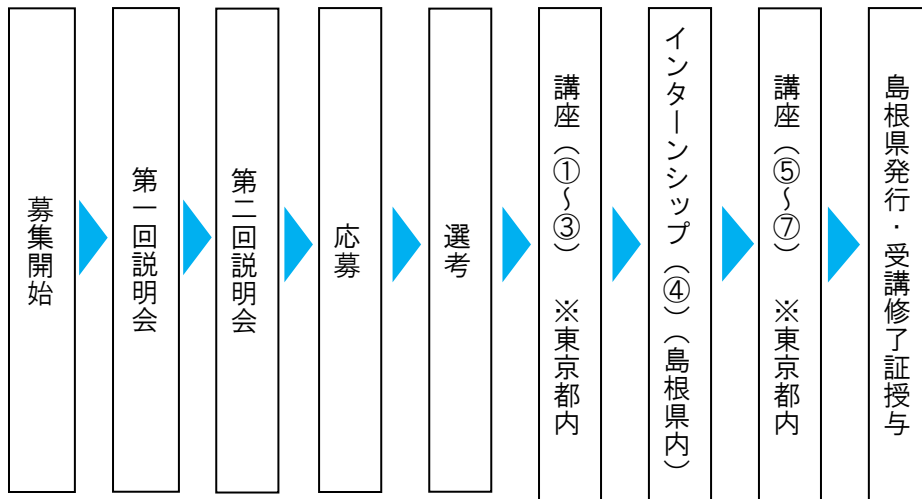 募集開始
第一回説明会
第二回説明会
応募
選考
講座（①～③）　※東京都内
インターンシップ（④）（島根県内）
講座（⑤～⑦）　※東京都内
島根県発行・受講修了証授与